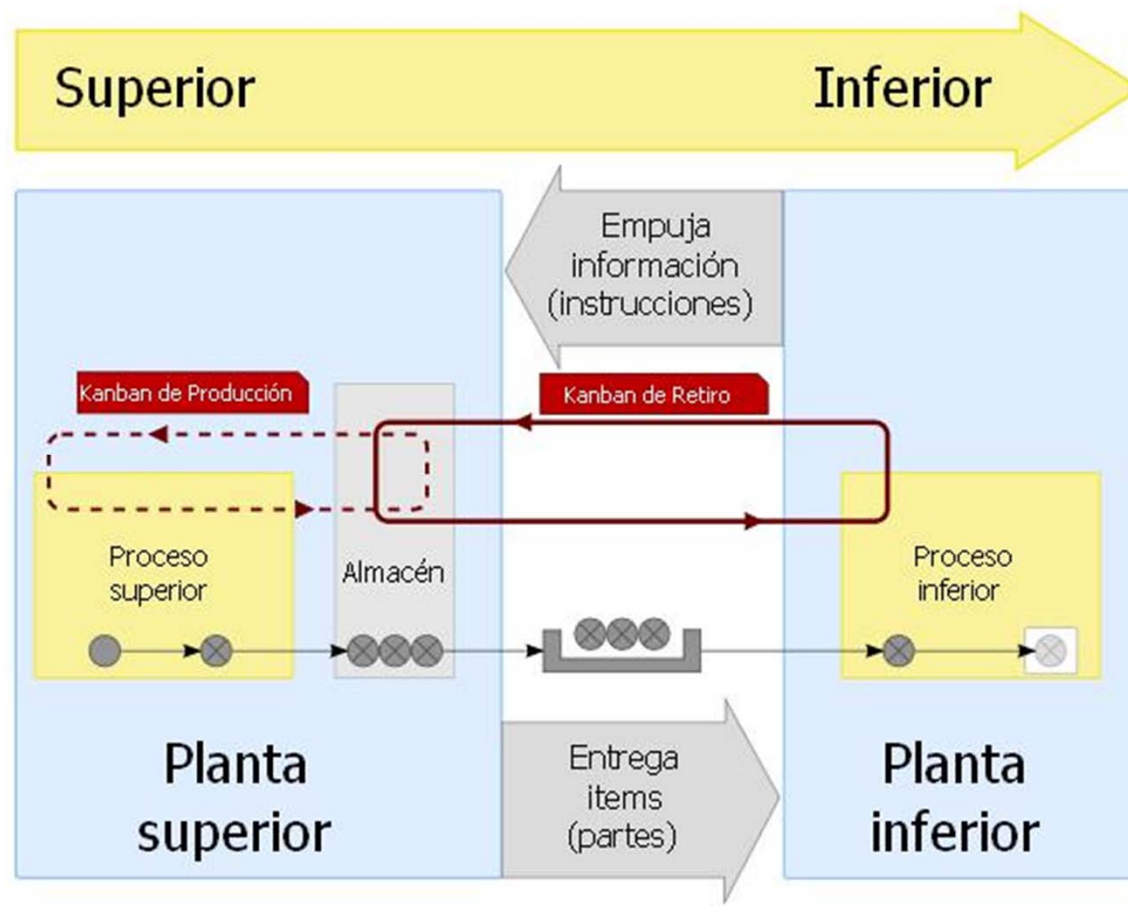 Superior
Inferior
Empuja
información
(instrucciones)
Kanban de Producción
Kanban de Retiro
Proceso
superior
Almacén
Proceso
inferior
Planta
superior
Entrega
items
(partes)
Planta
inferior